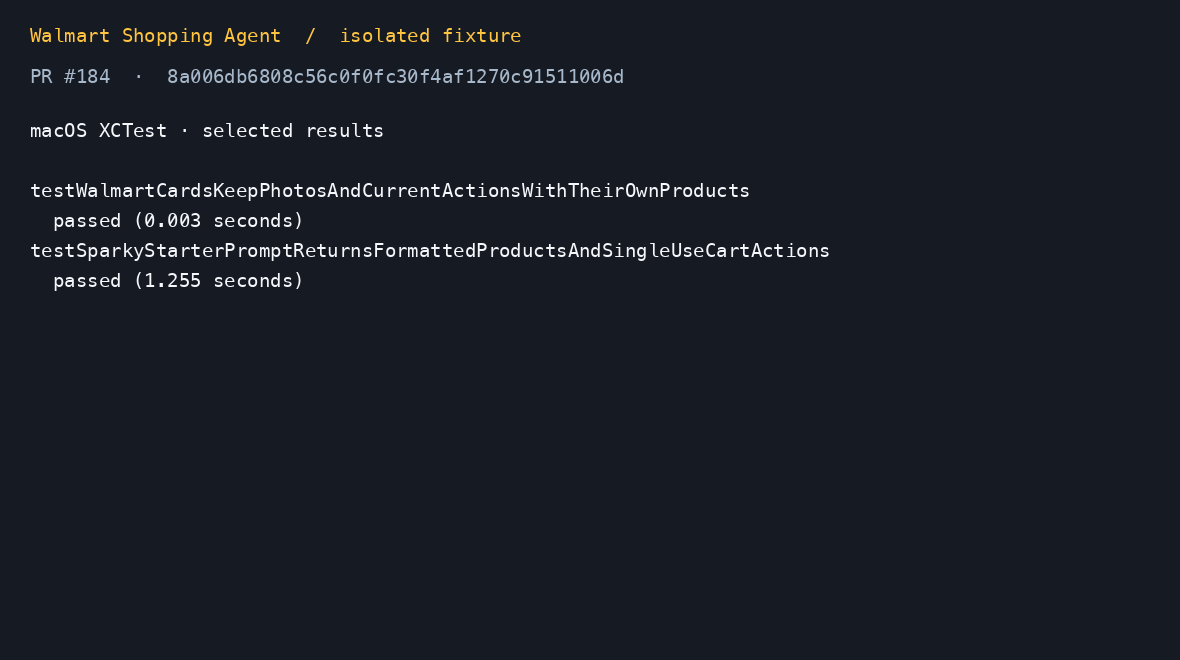 Walmart Shopping Agent / isolated fixture
PR #184 · 8a006db6808c56c0f0fc30f4af1270c91511006d
macOS XCTest · selected results
testWalmartCardsKeepPhotosAndCurrentActionsWithTheirOwnProducts
passed (0.003 seconds)
testSparkyStarterPromptReturnsFormattedProductsAndSingleUseCartActions
passed (1.255 seconds)